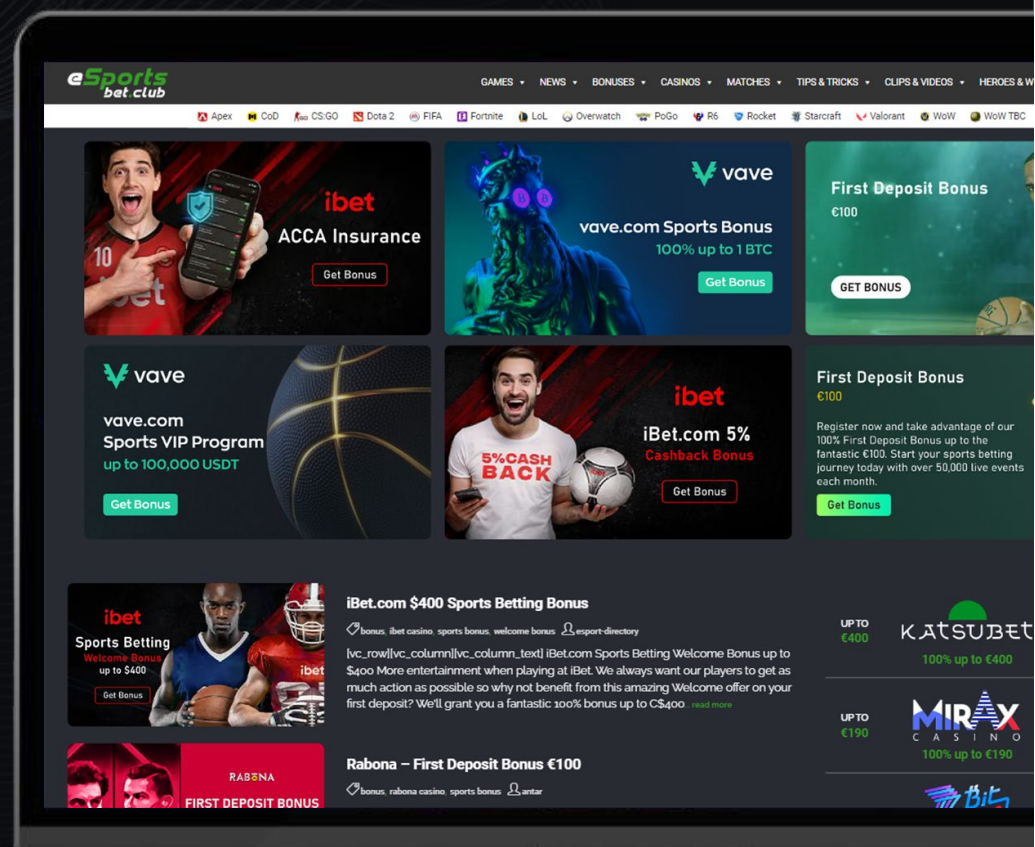 eSports
bet.club
GAMES NEWS BONUSES CASINOS MATCHES TIPS & TRICKS CLIPS & VIDEOS HEROES & W
Apex CoD CS:GO Dota 2 FIFA Fortnite LoL Overwatch PoGo R6 Rocket Starcraft Valorant WoW WoW TBC
ibet
ACCA Insurance
Get Bonus
10
vave
vave.com Sports Bonus
100% up to 1 BTC
Get Bonus
First Deposit Bonus
€100
GET BONUS
vave
vave.com
Sports VIP Program
up to 100,000 USDT
Get Bonus
5%CASH
BACK
ibet
iBet.com 5%
Cashback Bonus
Get Bonus
First Deposit Bonus
€100
Register now and take advantage of our
100% First Deposit Bonus up to the
fantastic €100. Start your sports betting
journey today with over 50,000 live events
each month.
Get Bonus
ibet
Sports Betting
Welcome Bonus
up to $400
Get Bonus
ibet
iBet.com $400 Sports Betting Bonus
bonus, ibet casino, sports bonus, welcome bonus esport-directory
[vc_row][vc_column][vc_column_text] iBet.com Sports Betting Welcome Bonus up to
$400 More entertainment when playing at iBet. We always want our players to get as
much action as possible so why not benefit from this amazing Welcome offer on your
first deposit? We'll grant you a fantastic 100% bonus up to C$400.. read more
UP TO
€400
KATSUBET
100% up to €400
UP TO
€190
MIRAX
CASINO
100% up to €190
Bit
RABONA
FIRST DEPOSIT BONUS
Rabona – First Deposit Bonus €100
bonus, rabona casino, sports bonus antar